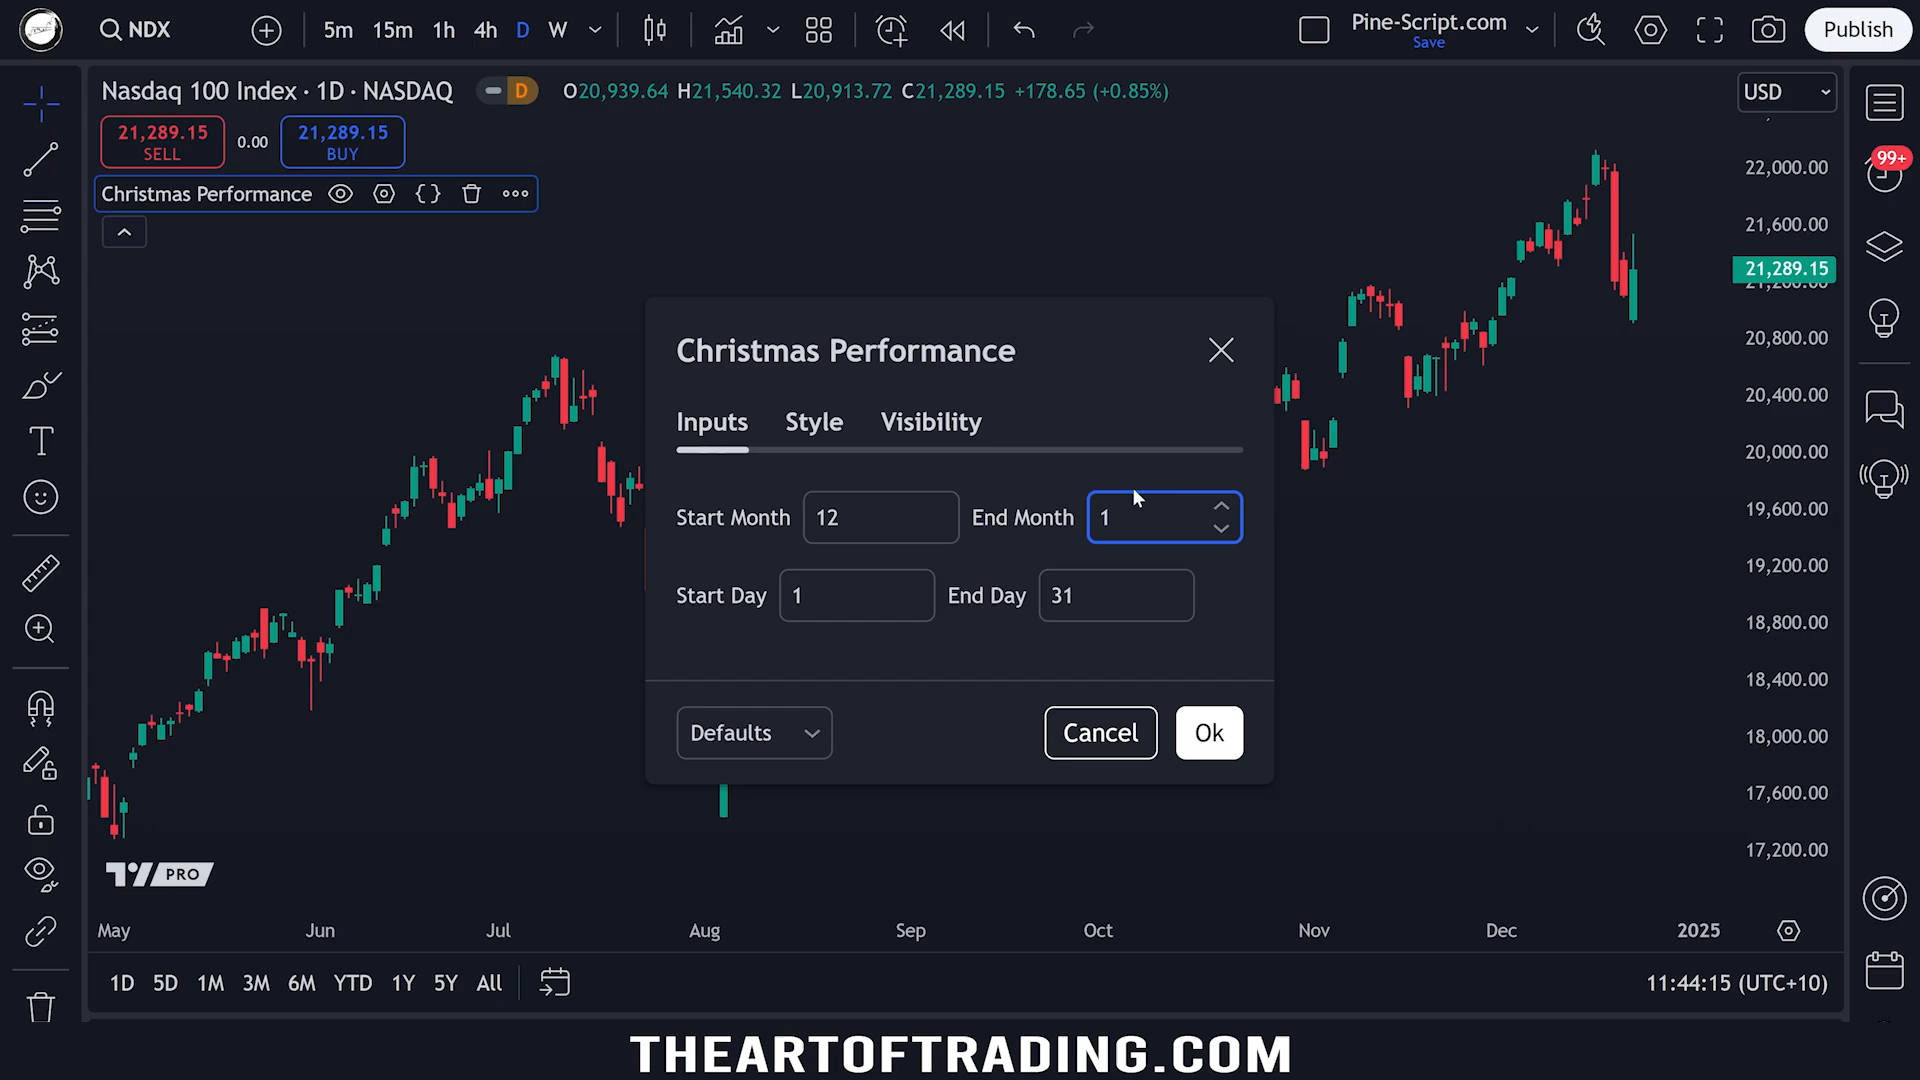 NDX
5m 15m 1h 4h D W
Pine-Script.com
Save
Publish
Nasdaq 100 Index · 1D · NASDAQ
D
O20,939.64 H21,540.32 L20,913.72 C21,289.15 +178.65 (+0.85%)
USD
21,289.15
SELL
0.00
21,289.15
BUY
Christmas Performance
99+
22,000.00
21,600.00
21,289.15
21,200.00
20,800.00
20,400.00
20,000.00
19,600.00
19,200.00
18,800.00
18,400.00
18,000.00
17,600.00
17,200.00
Christmas Performance
Inputs Style Visibility
Start Month 12 End Month 1
Start Day 1 End Day 31
Defaults Cancel Ok
PRO
May Jun Jul Aug Sep Oct Nov Dec 2025
1D 5D 1M 3M 6M YTD 1Y 5Y All
11:44:15 (UTC+10)
THEARTOFTRADING.COM